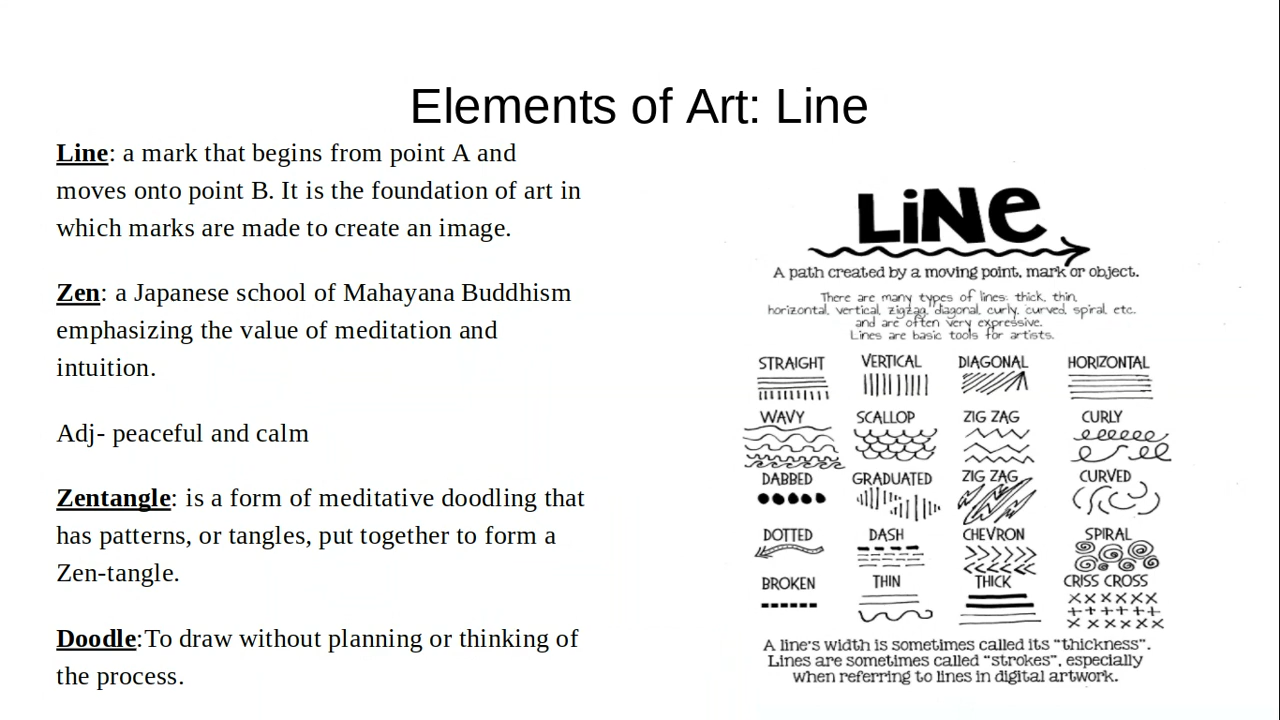 Elements of Art: Line
Line: a mark that begins from point A and
moves onto point B. It is the foundation of art in
which marks are made to create an image.
Zen: a Japanese school of Mahayana Buddhism
emphasizing the value of meditation and
intuition.
Adj- peaceful and calm
Zentangle: is a form of meditative doodling that
has patterns, or tangles, put together to form a
Zen-tangle.
Doodle:To draw without planning or thinking of
the process.
LiNe
A path created by a moving point, mark or object.
There are many types of lines: thick, thin,
horizontal, vertical, zigzag, diagonal, curly, curved, spiral, etc.
and are often very expressive.
Lines are basic tools for artists.
STRAIGHT VERTICAL DIAGONAL HORIZONTAL
WAVY SCALLOP ZIG ZAG CURLY
DABBED GRADUATED ZIG ZAG CURVED
DOTTED DASH CHEVRON SPIRAL
BROKEN THIN THICK CRISS CROSS
A line's width is sometimes called its "thickness".
Lines are sometimes called "strokes", especially
when referring to lines in digital artwork.